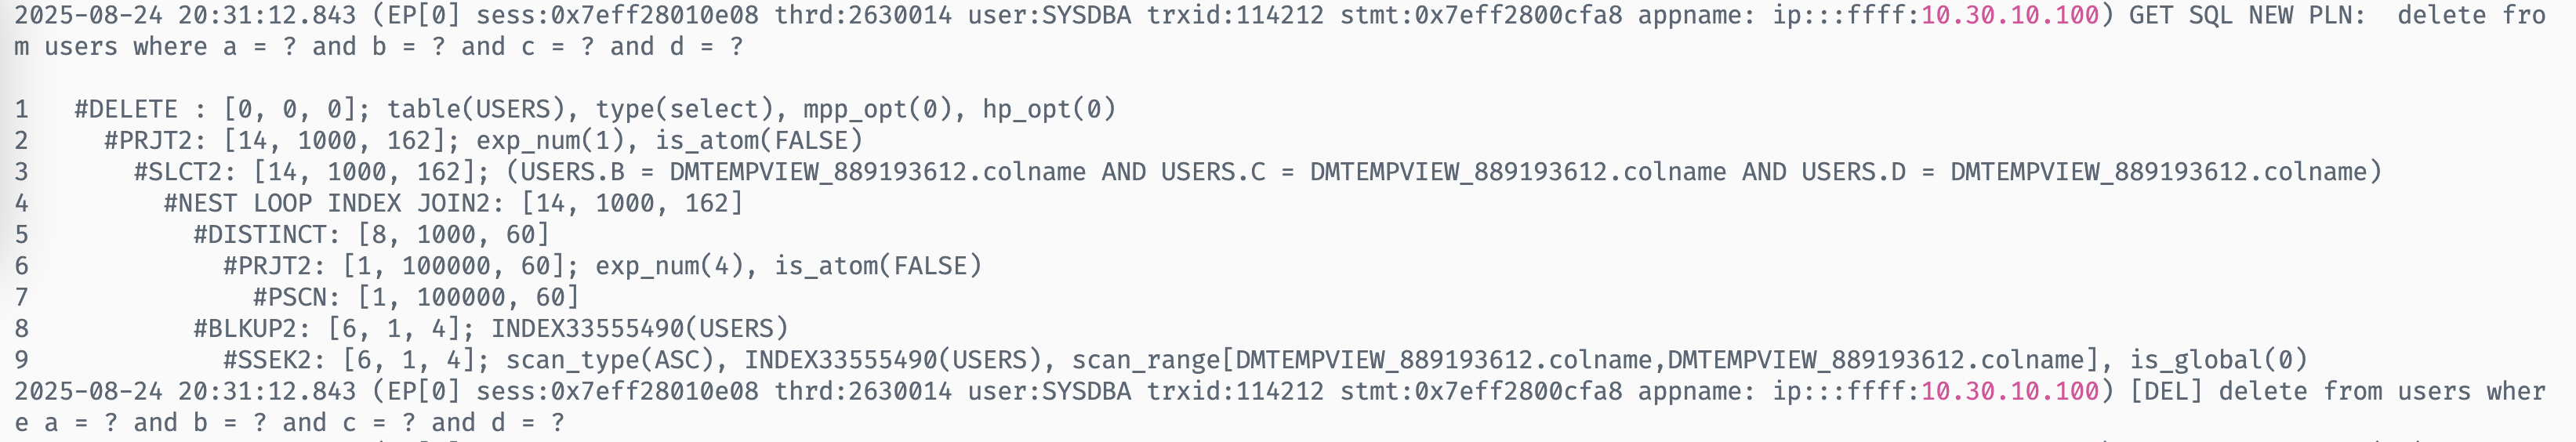 2025-08-24 20:31:12.843 (EP[0] sess:0x7eff28010e08 thrd:2630014 user:SYSDBA trxid:114212 stmt:0x7eff2800cfa8 appname: ip:::ffff:10.30.10.100) GET SQL NEW PLN:  delete fro
m users where a = ? and b = ? and c = ? and d = ?

1   #DELETE : [0, 0, 0]; table(USERS), type(select), mpp_opt(0), hp_opt(0)
2     #PRJT2: [14, 1000, 162]; exp_num(1), is_atom(FALSE)
3       #SLCT2: [14, 1000, 162]; (USERS.B = DMTEMPVIEW_889193612.colname AND USERS.C = DMTEMPVIEW_889193612.colname AND USERS.D = DMTEMPVIEW_889193612.colname)
4         #NEST LOOP INDEX JOIN2: [14, 1000, 162]
5           #DISTINCT: [8, 1000, 60]
6             #PRJT2: [1, 100000, 60]; exp_num(4), is_atom(FALSE)
7               #PSCN: [1, 100000, 60]
8           #BLKUP2: [6, 1, 4]; INDEX33555490(USERS)
9             #SSEK2: [6, 1, 4]; scan_type(ASC), INDEX33555490(USERS), scan_range[DMTEMPVIEW_889193612.colname,DMTEMPVIEW_889193612.colname], is_global(0)
2025-08-24 20:31:12.843 (EP[0] sess:0x7eff28010e08 thrd:2630014 user:SYSDBA trxid:114212 stmt:0x7eff2800cfa8 appname: ip:::ffff:10.30.10.100) [DEL] delete from users wher
e a = ? and b = ? and c = ? and d = ?